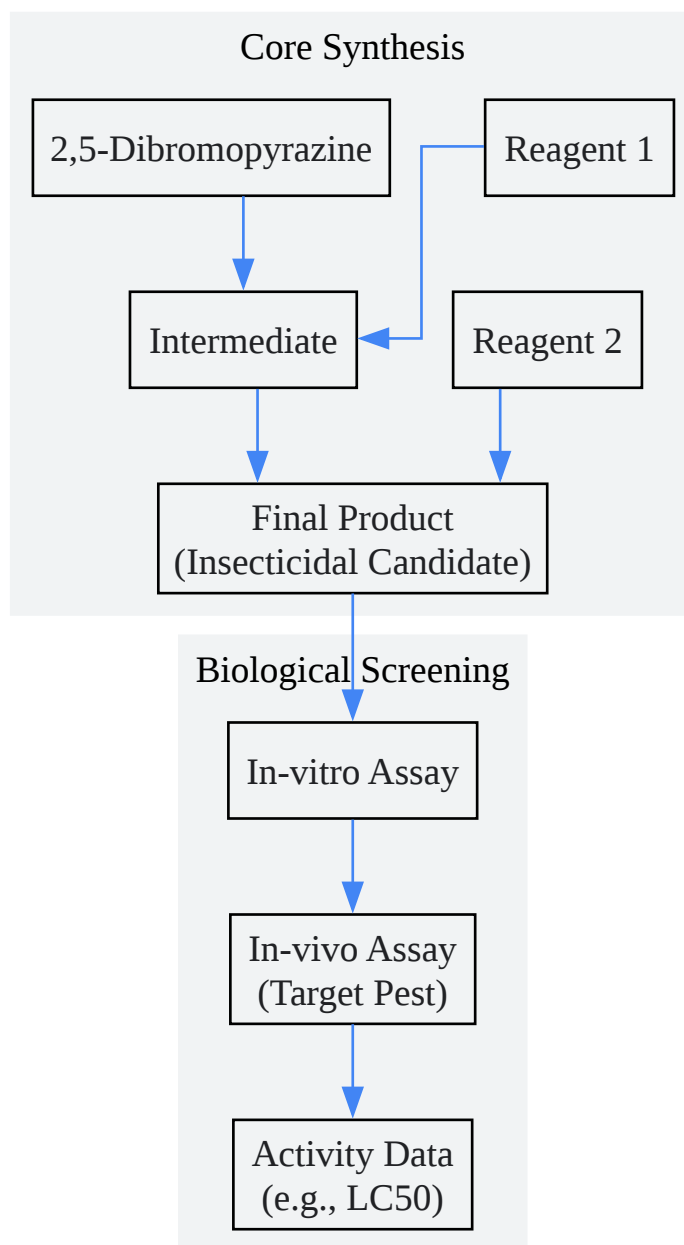 Core Synthesis
2,5-Dibromopyrazine
Reagent 1
Intermediate
Reagent 2
Final Product
(Insecticidal Candidate)
Biological Screening
In-vitro Assay
In-vivo Assay
(Target Pest)
Activity Data
(e.g., LC50)